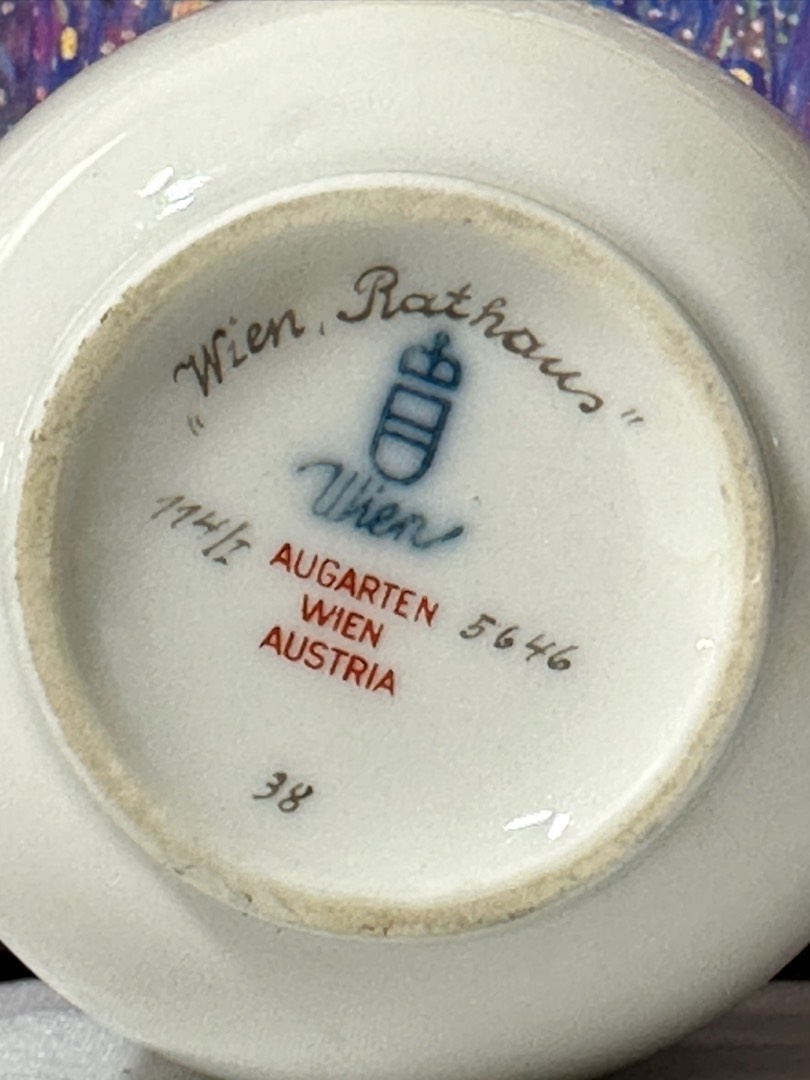 "Wien, Rathaus"
Wien
114/I
AUGARTEN
WIEN
AUSTRIA
5646
38